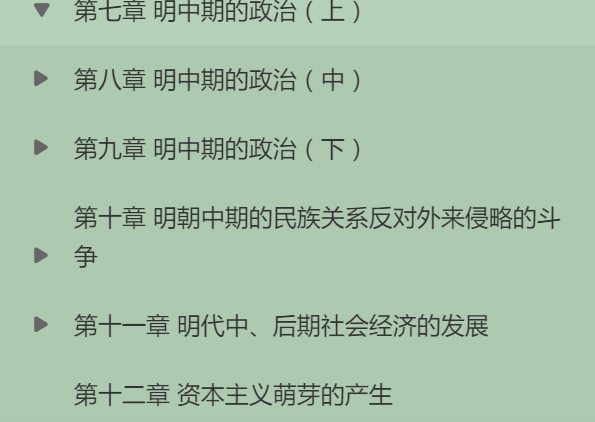 第七章 明中期的政治（上）
第八章 明中期的政治（中）
第九章 明中期的政治（下）
第十章 明朝中期的民族关系反对外来侵略的斗
争
第十一章 明代中、后期社会经济的发展
第十二章 资本主义萌芽的产生